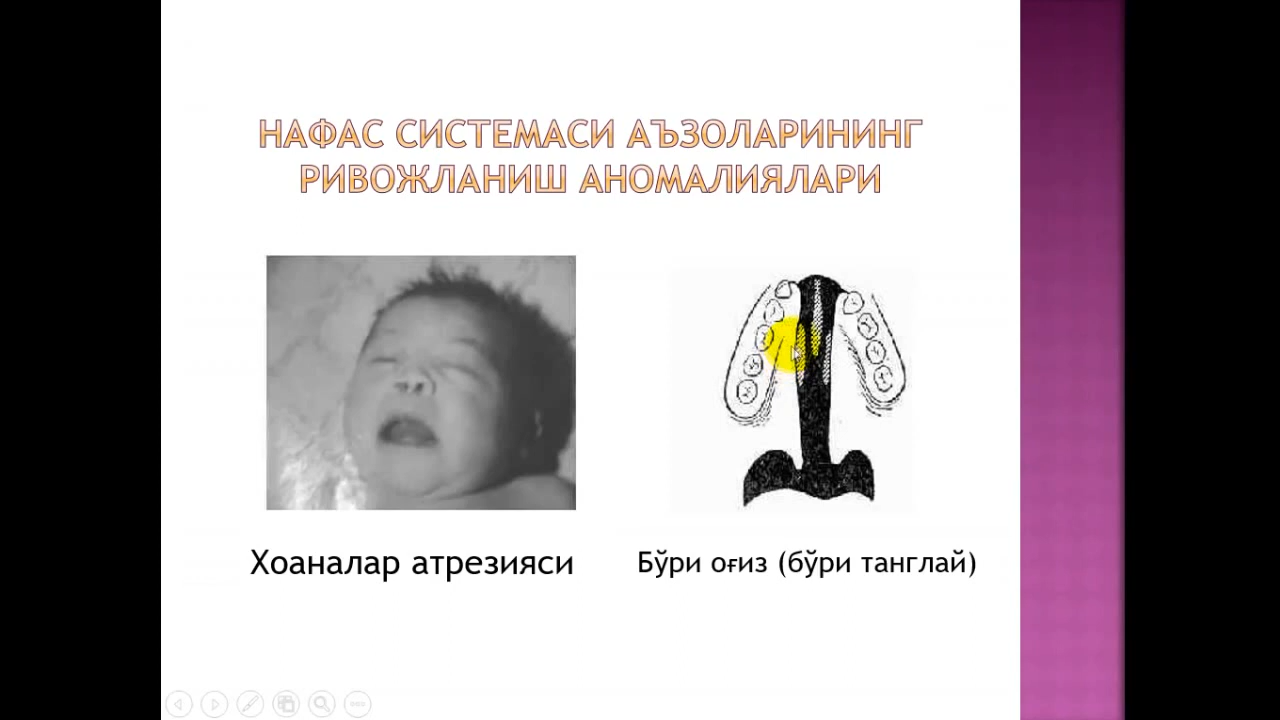 НАФАС СИСТЕМАСИ АЪЗОЛАРИНИНГ
РИВОЖЛАНИШ АНОМАЛИЯЛАРИ
Хоаналар атрезияси
Бўри оғиз (бўри танглай)